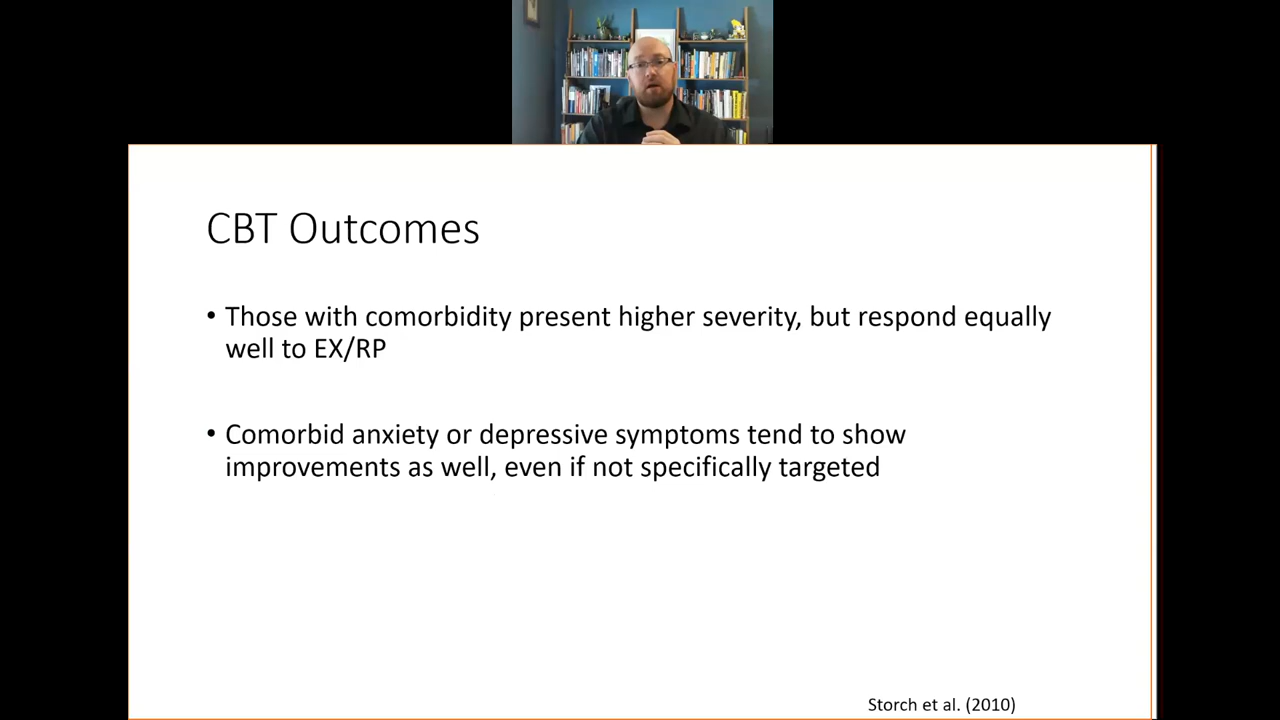 CBT Outcomes
• Those with comorbidity present higher severity, but respond equally
well to EX/RP
• Comorbid anxiety or depressive symptoms tend to show
improvements as well, even if not specifically targeted
Storch et al. (2010)